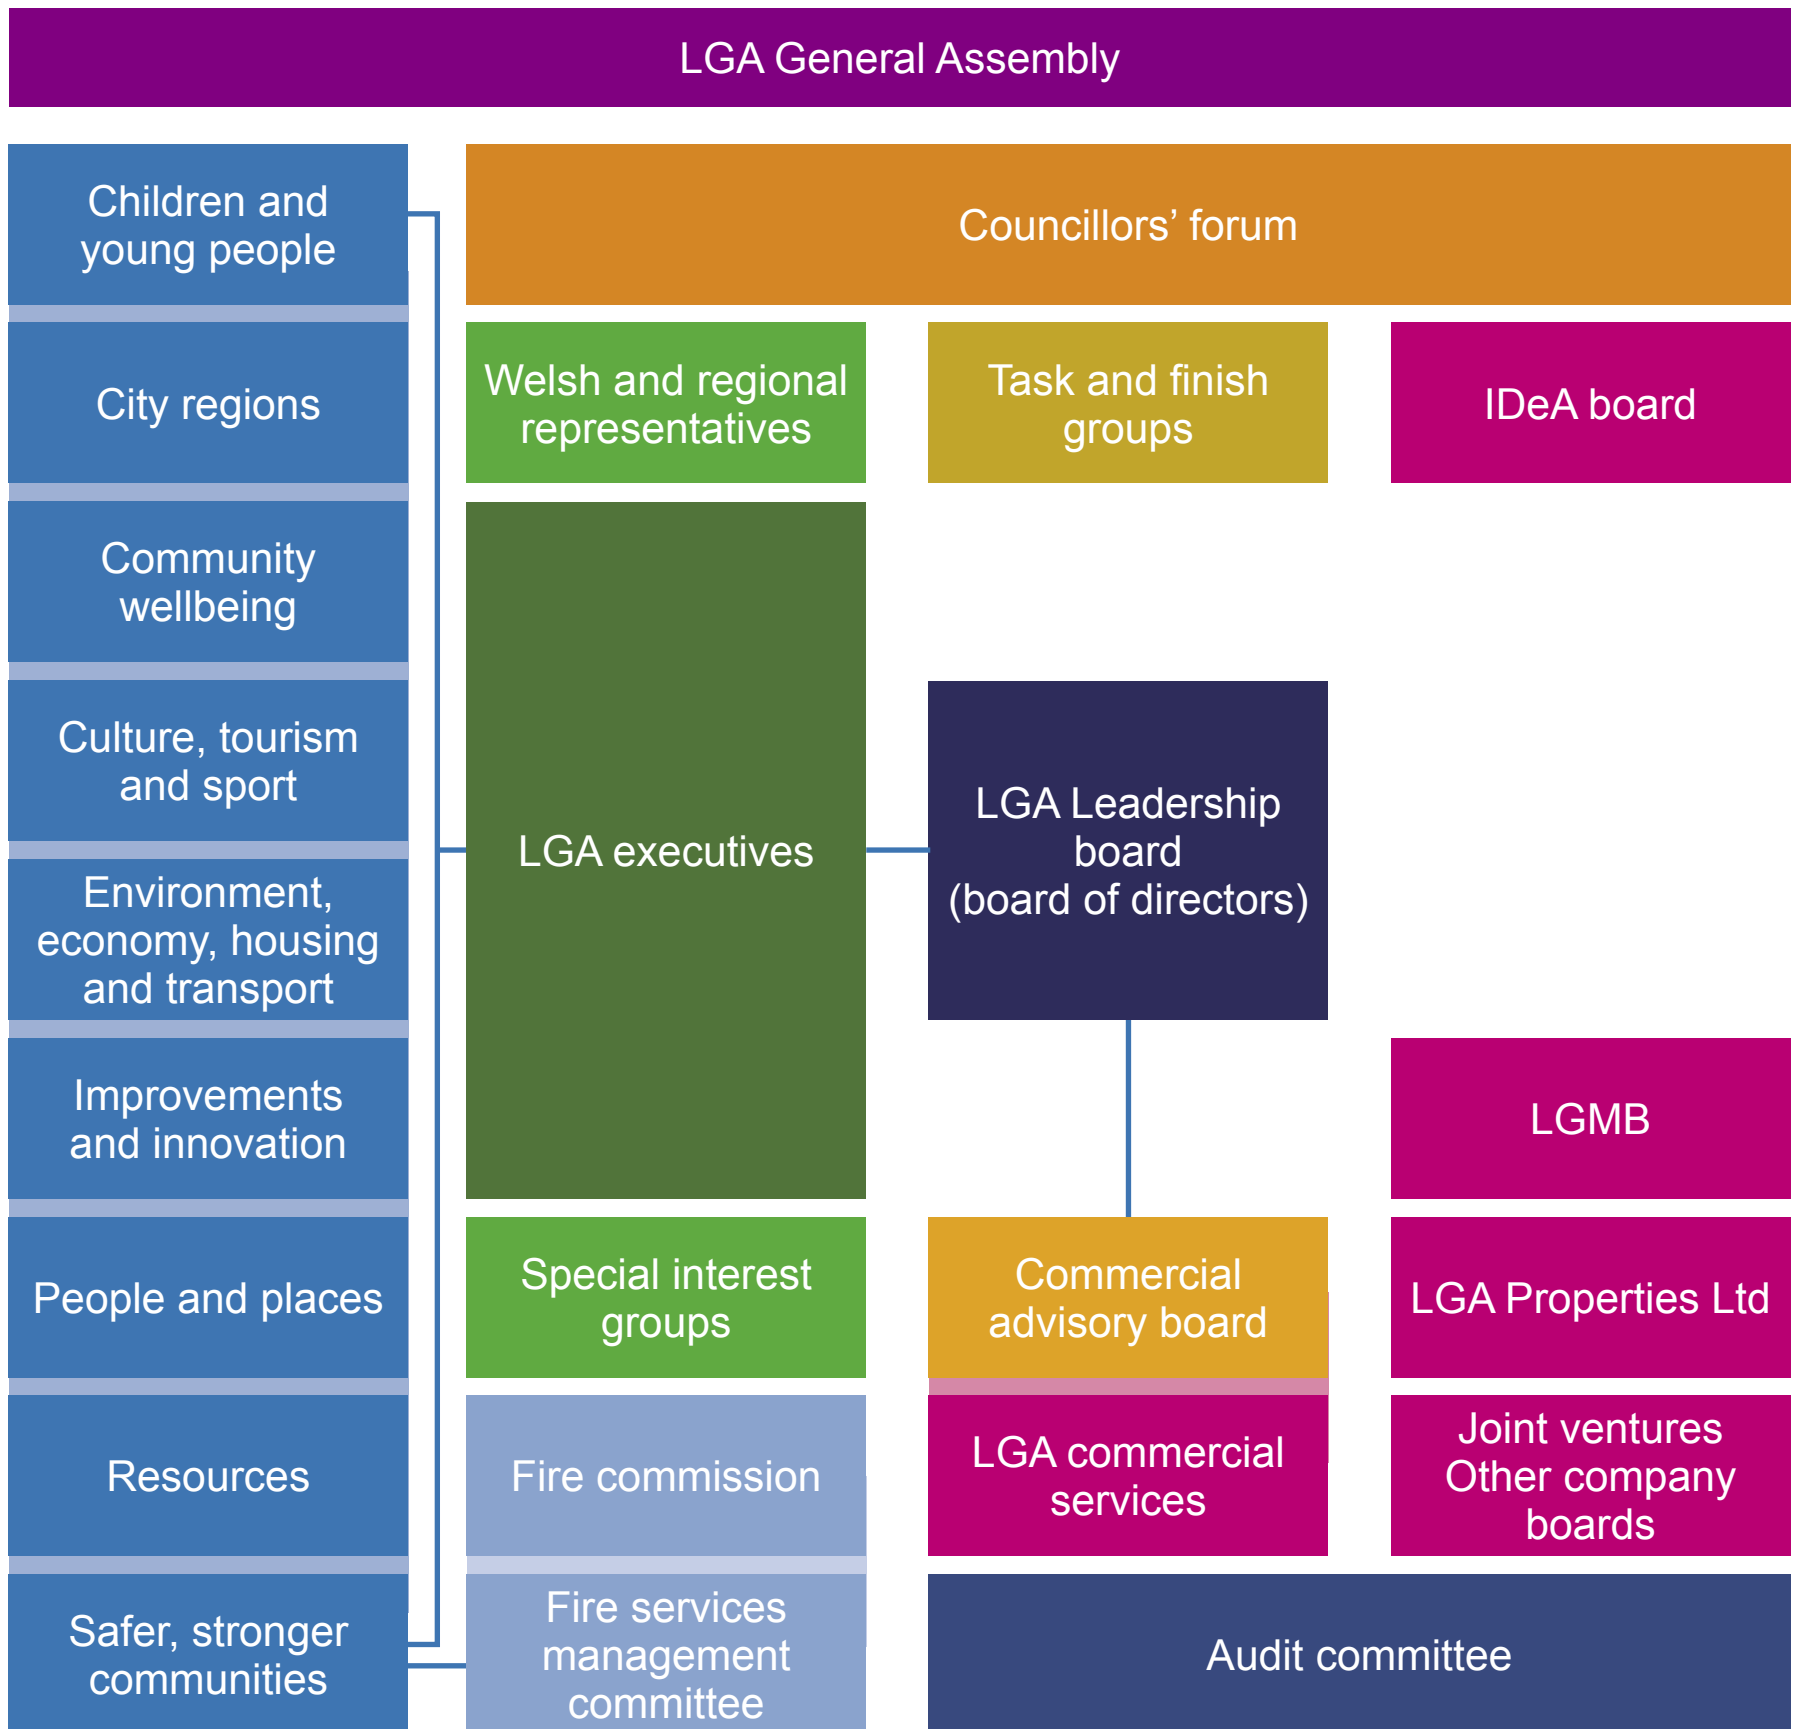 LGA General Assembly
Children and
young people
Councillors’ forum
City regions
Welsh and regional
representatives
Task and finish
groups
IDeA board
Community
wellbeing
Culture, tourism
and sport
LGA executives
LGA Leadership
board
(board of directors)
Environment,
economy, housing
and transport
Improvements
and innovation
LGMB
People and places
Special interest
groups
Commercial
advisory board
LGA Properties Ltd
Resources
Fire commission
LGA commercial
services
Joint ventures
Other company
boards
Safer, stronger
communities
Fire services
management
committee
Audit committee